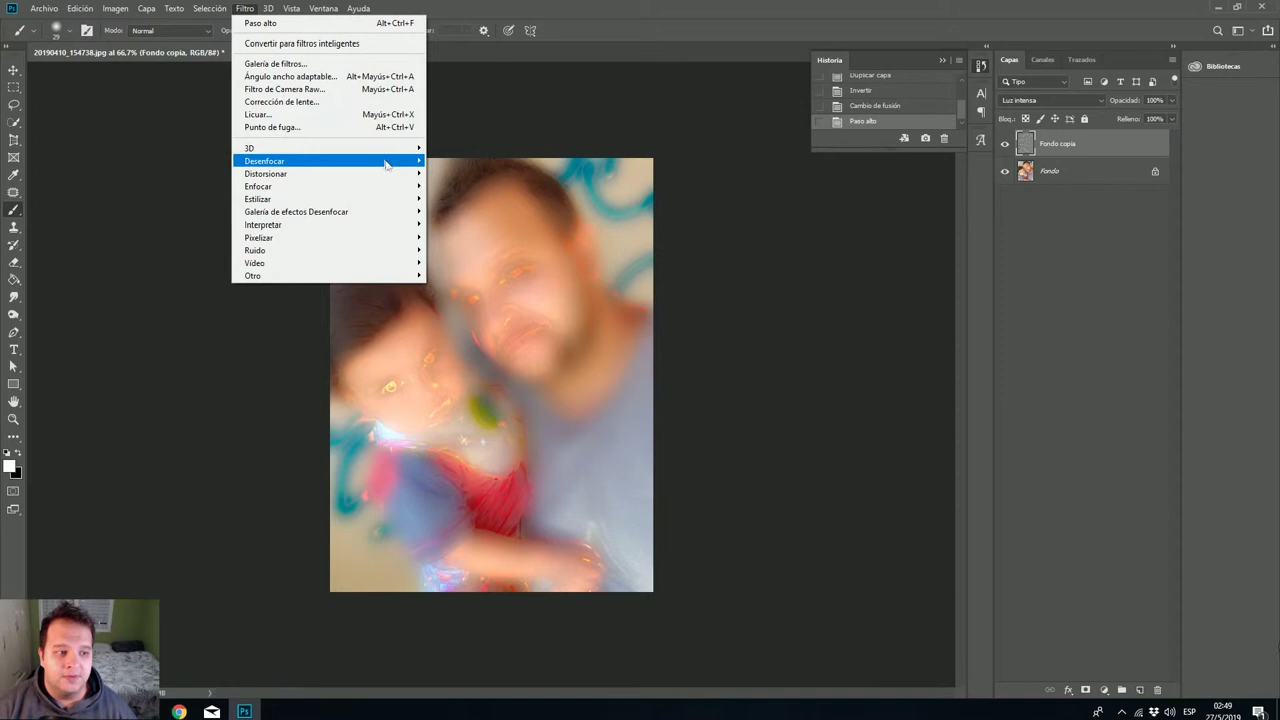 Ps Archivo Edición Imagen Capa Texto Selección Filtro 3D Vista Ventana Ayuda
29 Modo: Normal
20190410_154738.jpg al 66,7% (Fondo copia, RGB/8#) *
Paso alto Alt+Ctrl+F
Convertir para filtros inteligentes
Galería de filtros...
Ángulo ancho adaptable... Alt+Mayús+Ctrl+A
Filtro de Camera Raw... Mayús+Ctrl+A
Corrección de lente...
Licuar... Mayús+Ctrl+X
Punto de fuga... Alt+Ctrl+V
3D
Desenfocar
Distorsionar
Enfocar
Estilizar
Galería de efectos Desenfocar
Interpretar
Pixelizar
Ruido
Vídeo
Otro
Historia
Duplicar capa
Invertir
Cambio de fusión
Paso alto
Capas Canales Trazados
Tipo
Luz intensa Opacidad: 100%
Bloq.: Relleno: 100%
Fondo copia
Fondo
Bibliotecas
Ps
ESP
02:49
27/5/2019